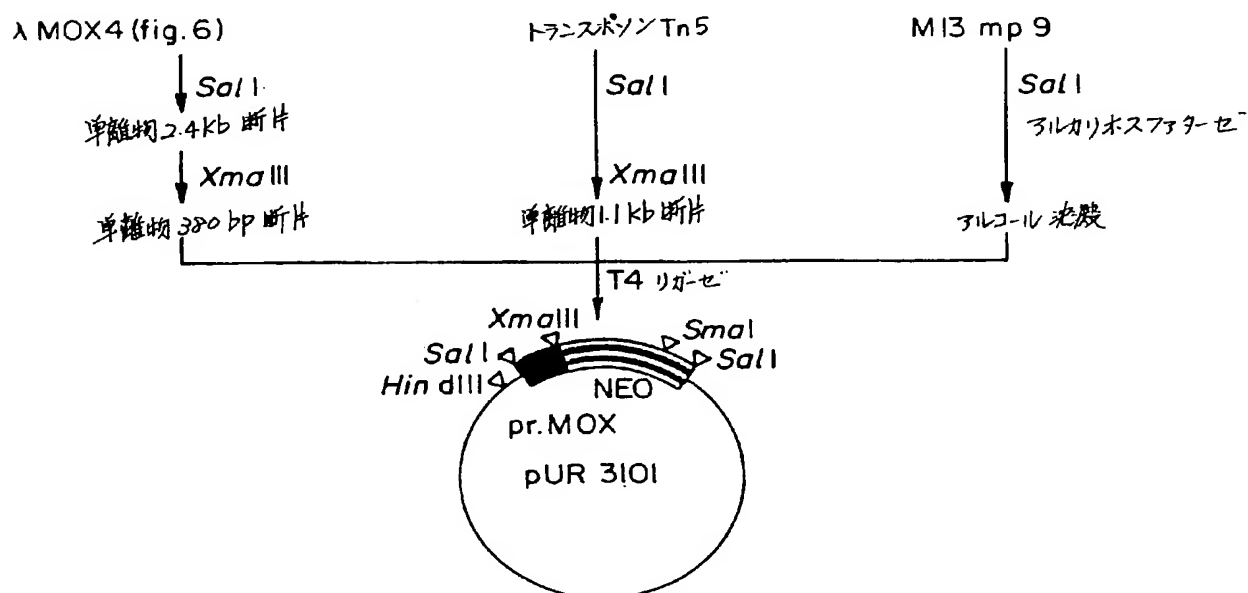 λ MOX4 (fig. 6)
Sal I
単離物 2.4kb 断片
Xma III
単離物 380 bp 断片
トランスポソン Tn5
Sal I
Xma III
単離物 1.1 kb 断片
M13 mp 9
Sal I
アルカリホスファターゼ
アルコール 沈殿
T4 リガーゼ
Xma III
Sma I
Sal I
Sal I
Hin dIII
NEO
pr. MOX
pUR 3101